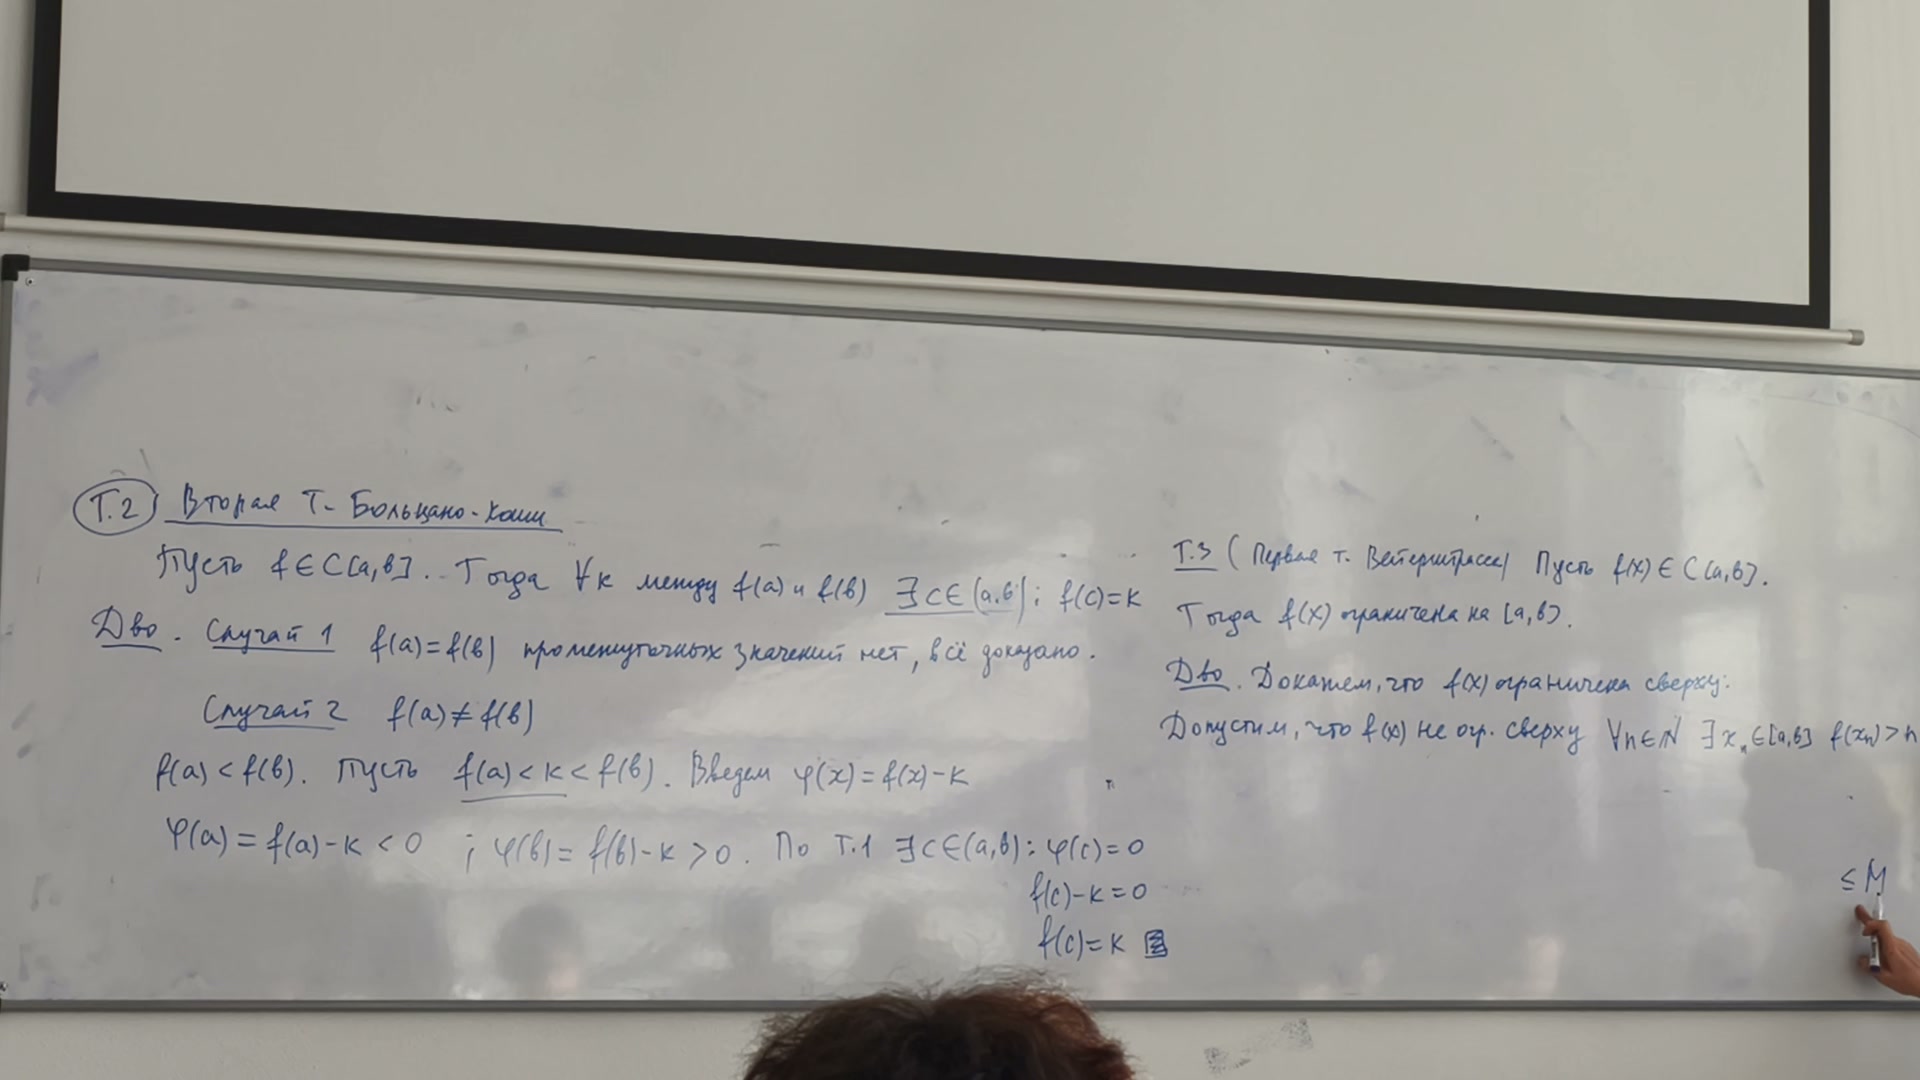 Т.2 Вторая т- Больцано-Коши
Пусть f∈C[a,b]. Тогда ∀k между f(a) и f(b) ∃c∈(a,b): f(c)=k
Д-во. Случай 1 f(a)=f(b) промежуточных значений нет, всё доказано.
Случай 2 f(a)≠f(b)
f(a)<f(b). Пусть f(a)<k<f(b). Введем φ(x)=f(x)-k
φ(a)=f(a)-k<0 ; φ(b)=f(b)-k>0. По Т.1 ∃c∈(a,b): φ(c)=0
f(c)-k=0
f(c)=k
Т.3 (Первая т. Вейерштрасса) Пусть f(x)∈C[a,b].
Тогда f(x) ограничена на [a,b].
Д-во. Докажем, что f(x) ограничена сверху:
Допустим, что f(x) не огр. сверху ∀n∈N ∃xₙ∈[a,b] f(xₙ)>n
≤M